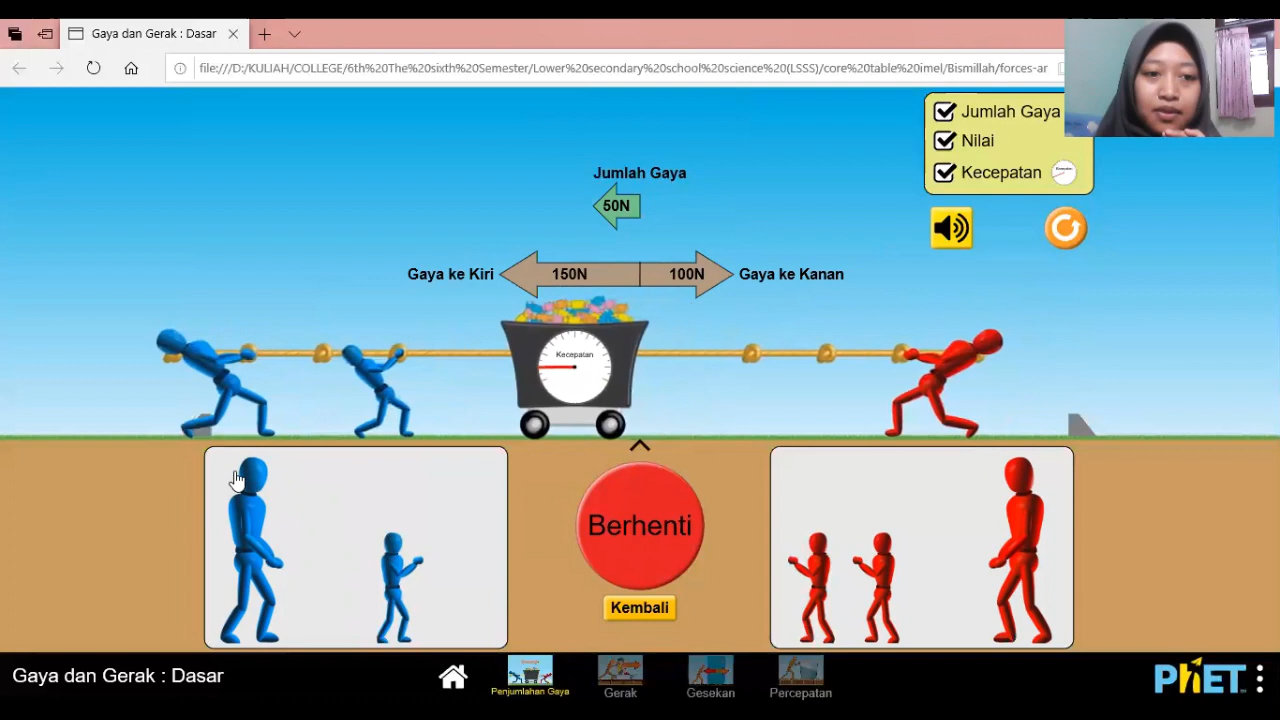 Gaya dan Gerak : Dasar
file:///D:/KULIAH/COLLEGE/6th%20The%20sixth%20Semester/Lower%20secondary%20school%20science%20(LSSS)/core%20table%20imel/Bismillah/forces-ar
Jumlah Gaya
Nilai
Kecepatan
Jumlah Gaya
50N
Gaya ke Kiri
150N
100N
Gaya ke Kanan
Kecepatan
Berhenti
Kembali
Gaya dan Gerak : Dasar
Penjumlahan Gaya
Gerak
Gesekan
Percepatan
PhET